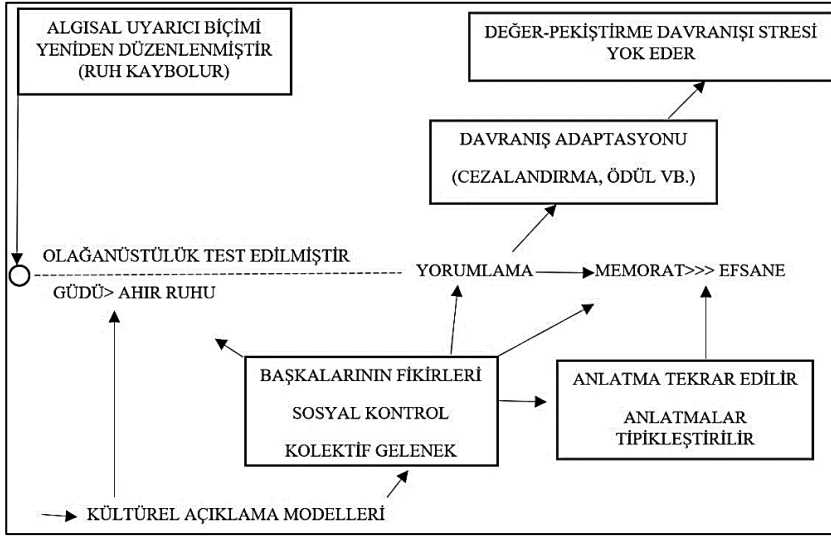 ALGISAL UYARICI BİÇİMİ
YENİDEN DÜZENLENMİŞTİR
(RUH KAYBOLUR)
DEĞER-PEKİŞTİRME DAVRANIŞI STRESİ
YOK EDER
DAVRANIŞ ADAPTASYONU
(CEZALANDIRMA, ÖDÜL VB.)
OLAĞANÜSTÜLÜK TEST EDİLMİŞTİR
YORUMLAMA
MEMORAT>>> EFSANE
GÜDÜ> AHIR RUHU
BAŞKALARININ FİKİRLERİ
SOSYAL KONTROL
KOLEKTİF GELENEK
ANLATMA TEKRAR EDİLİR
ANLATMALAR
TİPİKLEŞTİRİLİR
KÜLTÜREL AÇIKLAMA MODELLERİ